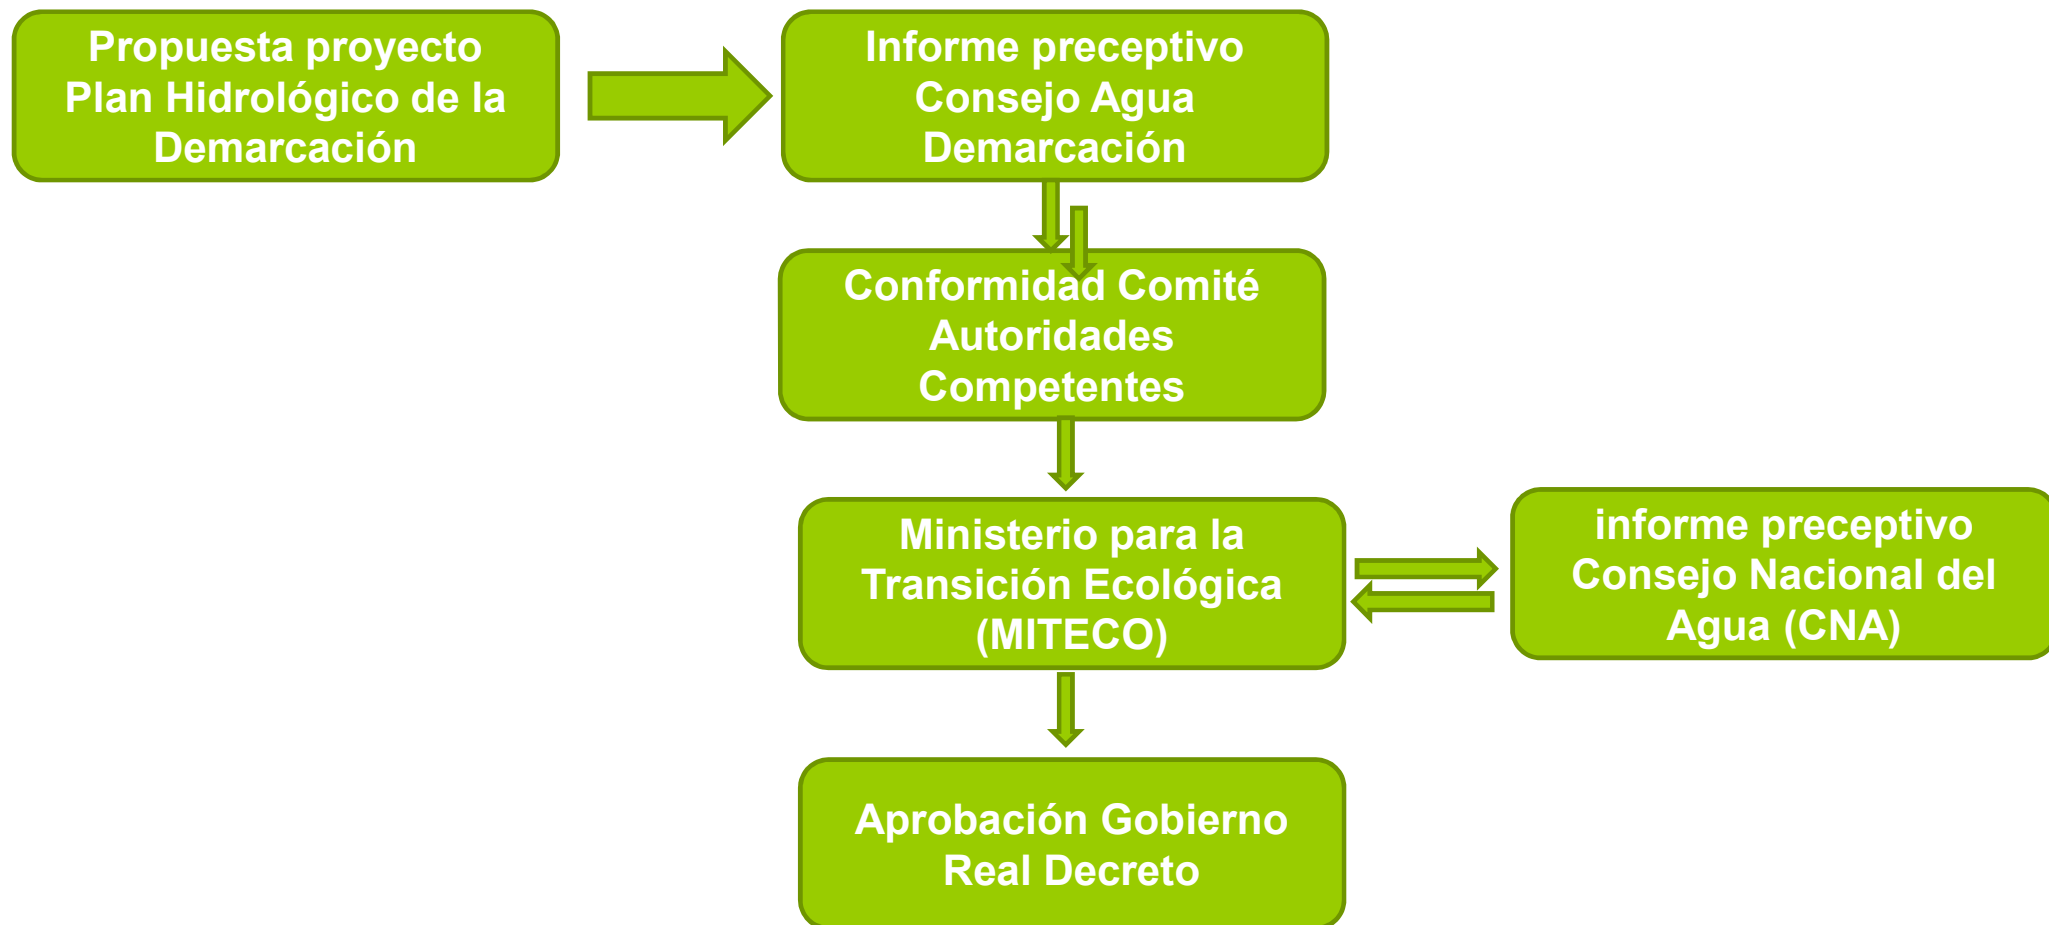 Propuesta proyecto
Plan Hidrológico de la
Demarcación
Informe preceptivo
Consejo Agua
Demarcación
Conformidad Comité
Autoridades
Competentes
Ministerio para la
Transición Ecológica
(MITECO)
informe preceptivo
Consejo Nacional del
Agua (CNA)
Aprobación Gobierno
Real Decreto